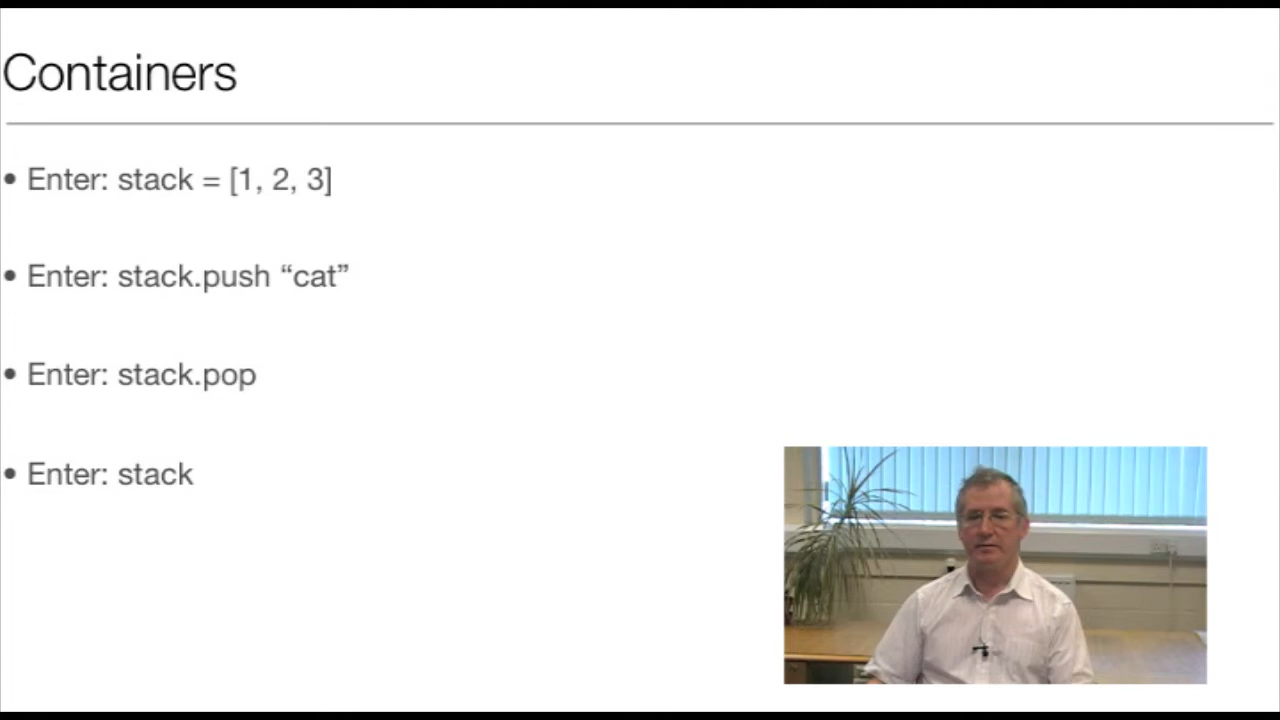 Containers
• Enter: stack = [1, 2, 3]
• Enter: stack.push “cat”
• Enter: stack.pop
• Enter: stack